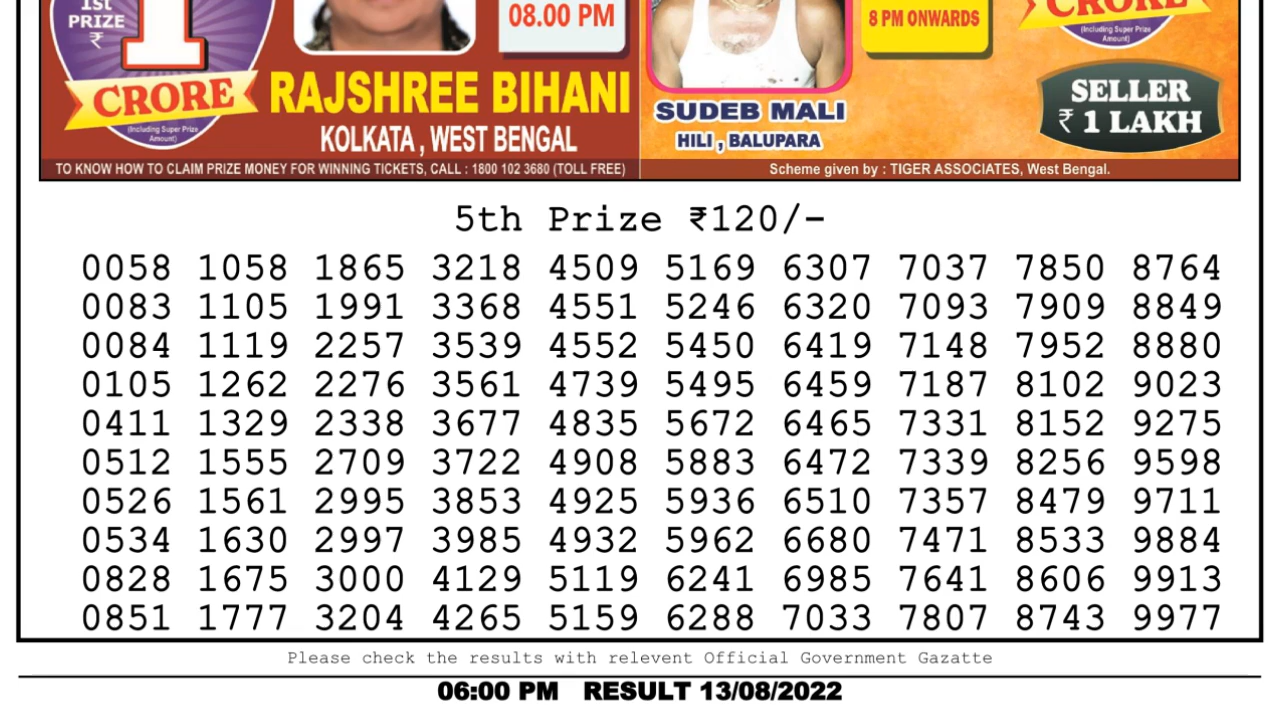 1st
PRIZE
₹
1
CRORE
(Including Super Prize
Amount)
08.00 PM
RAJSHREE BIHANI
KOLKATA , WEST BENGAL
TO KNOW HOW TO CLAIM PRIZE MONEY FOR WINNING TICKETS, CALL : 1800 102 3680 (TOLL FREE)
8 PM ONWARDS
CRORE
(Including Super Prize
Amount)
SUDEB MALI
HILI , BALUPARA
SELLER
₹ 1 LAKH
Scheme given by : TIGER ASSOCIATES, West Bengal.
5th Prize ₹120/-
0058 1058 1865 3218 4509 5169 6307 7037 7850 8764
0083 1105 1991 3368 4551 5246 6320 7093 7909 8849
0084 1119 2257 3539 4552 5450 6419 7148 7952 8880
0105 1262 2276 3561 4739 5495 6459 7187 8102 9023
0411 1329 2338 3677 4835 5672 6465 7331 8152 9275
0512 1555 2709 3722 4908 5883 6472 7339 8256 9598
0526 1561 2995 3853 4925 5936 6510 7357 8479 9711
0534 1630 2997 3985 4932 5962 6680 7471 8533 9884
0828 1675 3000 4129 5119 6241 6985 7641 8606 9913
0851 1777 3204 4265 5159 6288 7033 7807 8743 9977
Please check the results with relevent Official Government Gazatte
06:00 PM RESULT 13/08/2022